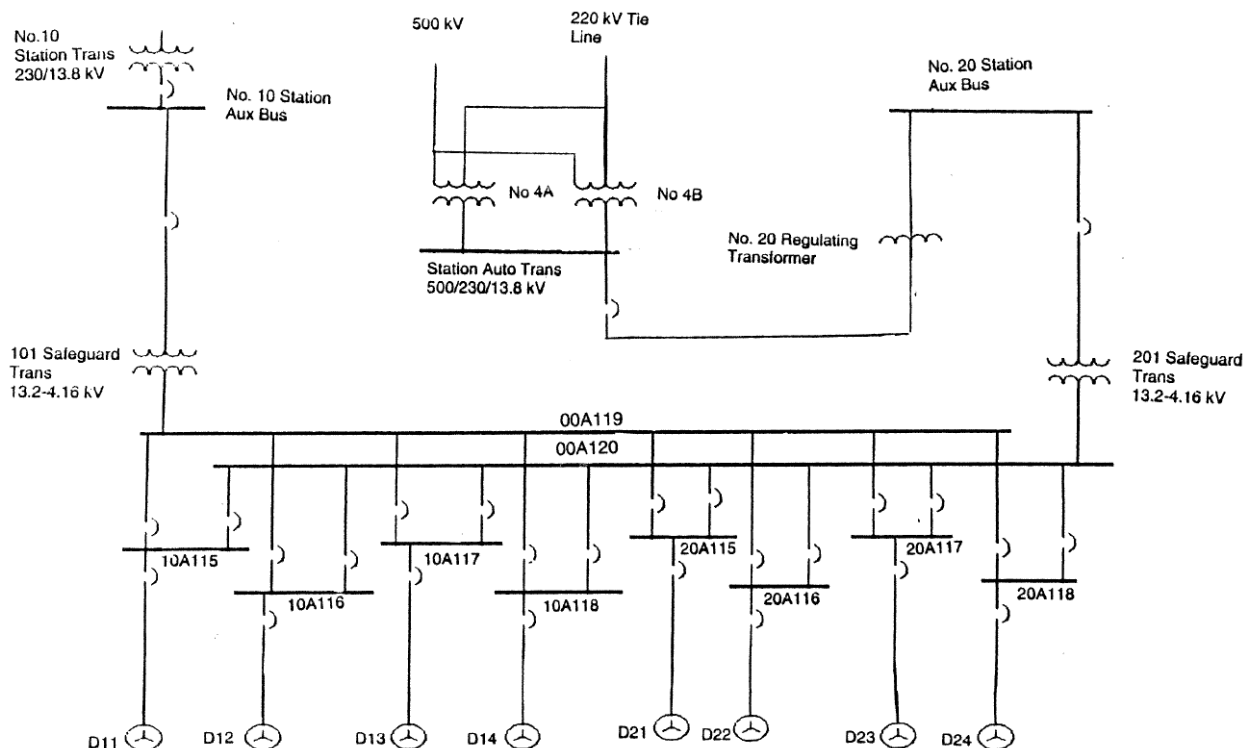 No.10
Station Trans
230/13.8 kV
No. 10 Station
Aux Bus
500 kV
220 kV Tie
Line
No. 20 Station
Aux Bus
No 4A
No 4B
Station Auto Trans
500/230/13.8 kV
No. 20 Regulating
Transformer
101 Safeguard
Trans
13.2-4.16 kV
201 Safeguard
Trans
13.2-4.16 kV
00A119
00A120
10A115
10A116
10A117
10A118
20A115
20A116
20A117
20A118
D11
D12
D13
D14
D21
D22
D23
D24